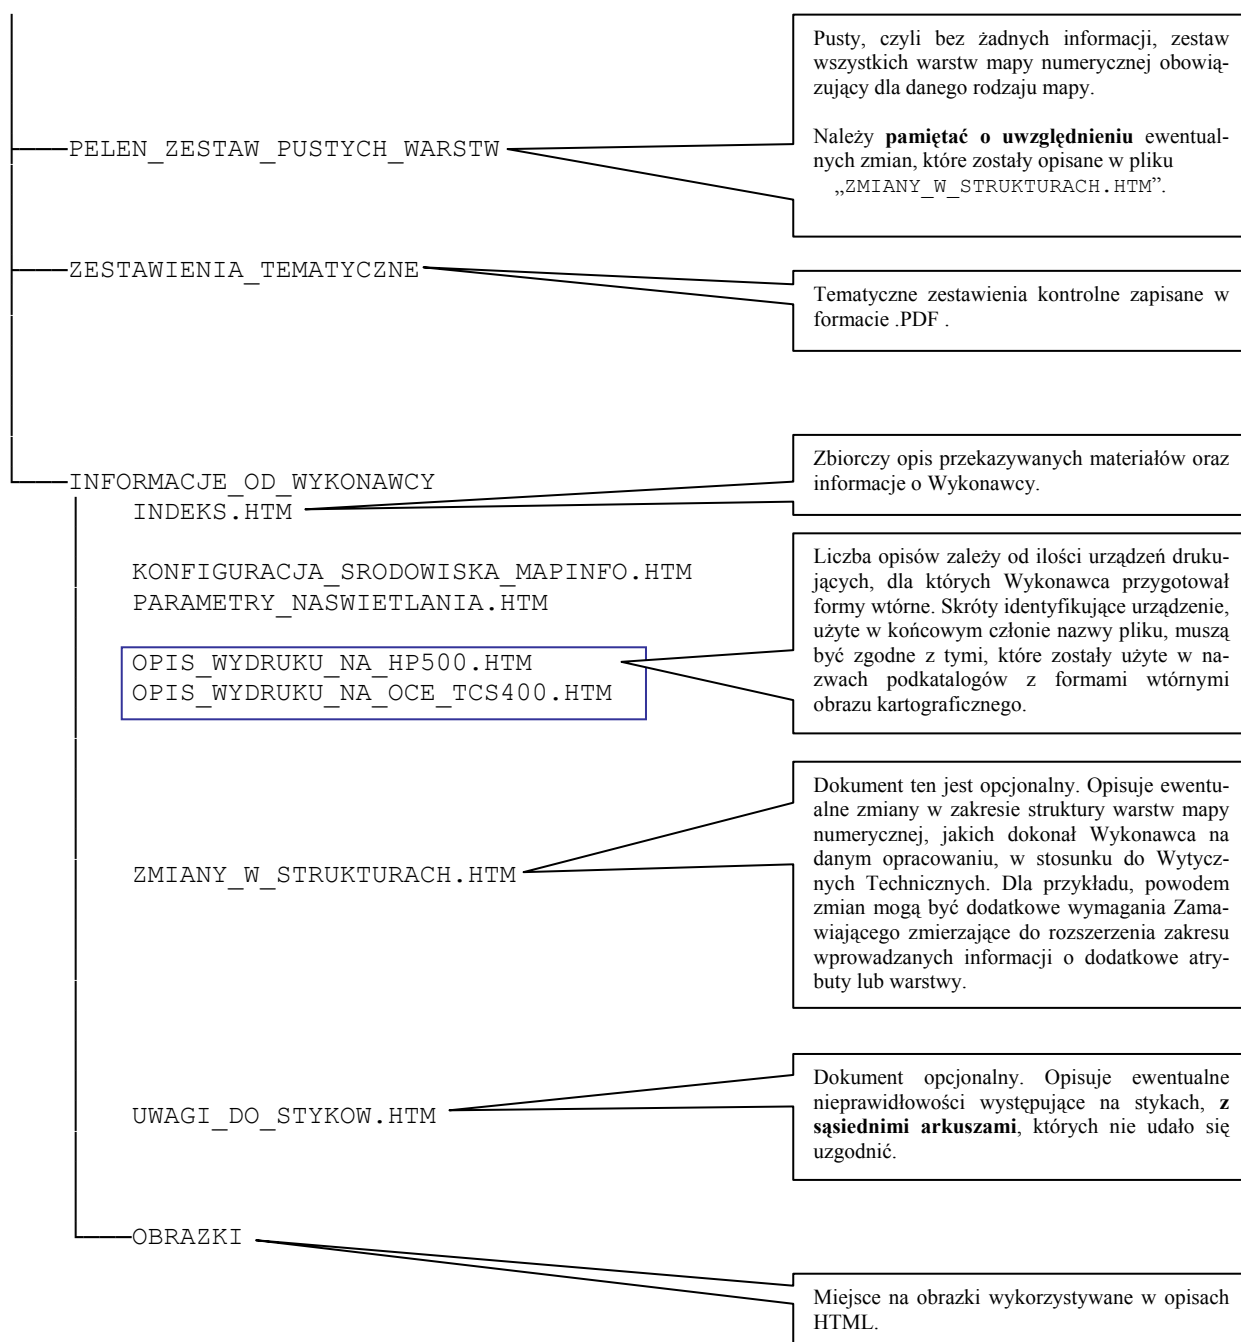 Pusty, czyli bez żadnych informacji, zestaw
wszystkich warstw mapy numerycznej obowią-
zujący dla danego rodzaju mapy.
Należy pamiętać o uwzględnieniu ewentual-
nych zmian, które zostały opisane w pliku
„ZMIANY_W_STRUKTURACH.HTM”.
PELEN_ZESTAW_PUSTYCH_WARSTW
ZESTAWIENIA_TEMATYCZNE
Tematyczne zestawienia kontrolne zapisane w
formacie .PDF .
INFORMACJE_OD_WYKONAWCY
INDEKS.HTM
Zbiorczy opis przekazywanych materiałów oraz
informacje o Wykonawcy.
KONFIGURACJA_SRODOWISKA_MAPINFO.HTM
PARAMETRY_NASWIETLANIA.HTM
OPIS_WYDRUKU_NA_HP500.HTM
OPIS_WYDRUKU_NA_OCE_TCS400.HTM
Liczba opisów zależy od ilości urządzeń druku-
jących, dla których Wykonawca przygotował
formy wtórne. Skróty identyfikujące urządzenie,
użyte w końcowym członie nazwy pliku, muszą
być zgodne z tymi, które zostały użyte w na-
zwach podkatalogów z formami wtórnymi
obrazu kartograficznego.
ZMIANY_W_STRUKTURACH.HTM
Dokument ten jest opcjonalny. Opisuje ewentu-
alne zmiany w zakresie struktury warstw mapy
numerycznej, jakich dokonał Wykonawca na
danym opracowaniu, w stosunku do Wytycz-
nych Technicznych. Dla przykładu, powodem
zmian mogą być dodatkowe wymagania Zama-
wiającego zmierzające do rozszerzenia zakresu
wprowadzanych informacji o dodatkowe atry-
buty lub warstwy.
UWAGI_DO_STYKOW.HTM
Dokument opcjonalny. Opisuje ewentualne
nieprawidłowości występujące na stykach, z
sąsiednimi arkuszami, których nie udało się
uzgodnić.
OBRAZKI
Miejsce na obrazki wykorzystywane w opisach
HTML.